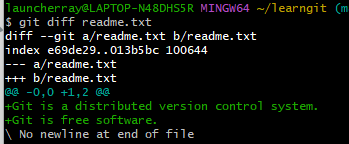 launcherray@LAPTOP-N48DHS5R MINGW64 ~/learngit (m
$ git diff readme.txt
diff --git a/readme.txt b/readme.txt
index e69de29..013b5bc 100644
--- a/readme.txt
+++ b/readme.txt
@@ -0,0 +1,2 @@
+Git is a distributed version control system.
+Git is free software.
\ No newline at end of file